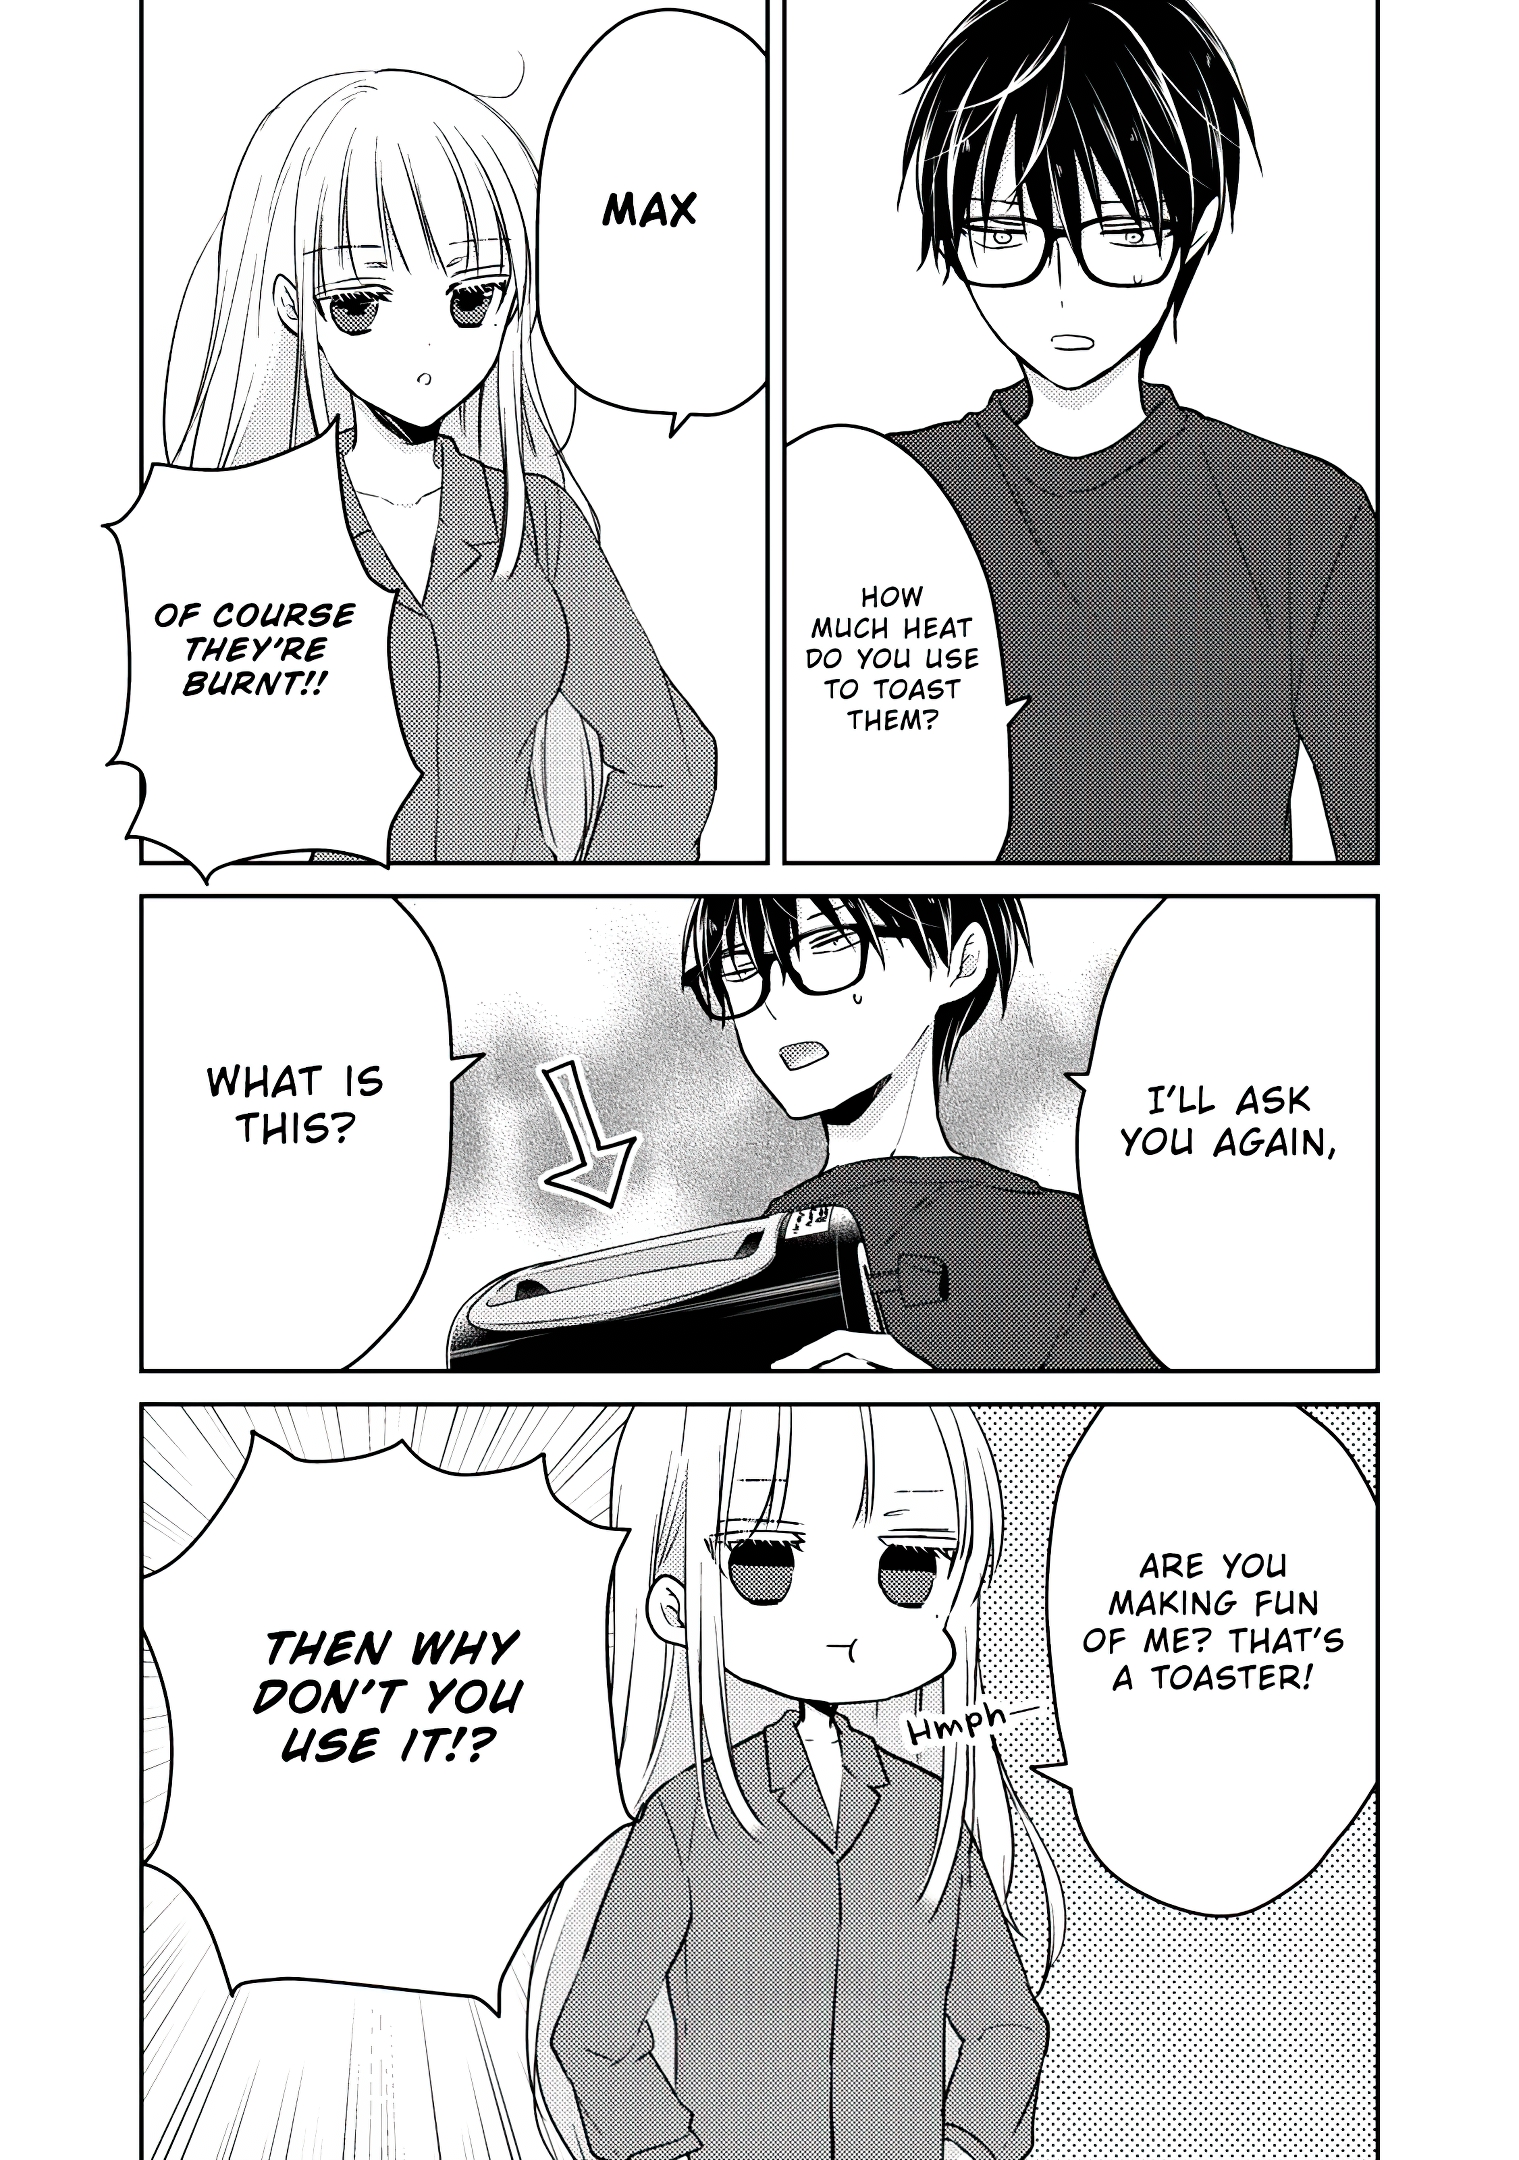 HOW
MUCH HEAT
DO YOU USE
TO TOAST
THEM?
MAX
OF COURSE
THEY'RE
BURNT!!
I'LL ASK
YOU AGAIN,
WHAT IS
THIS?
ARE YOU
MAKING FUN
OF ME? THAT'S
A TOASTER!
Hmph
THEN WHY
DON'T YOU
USE IT!?